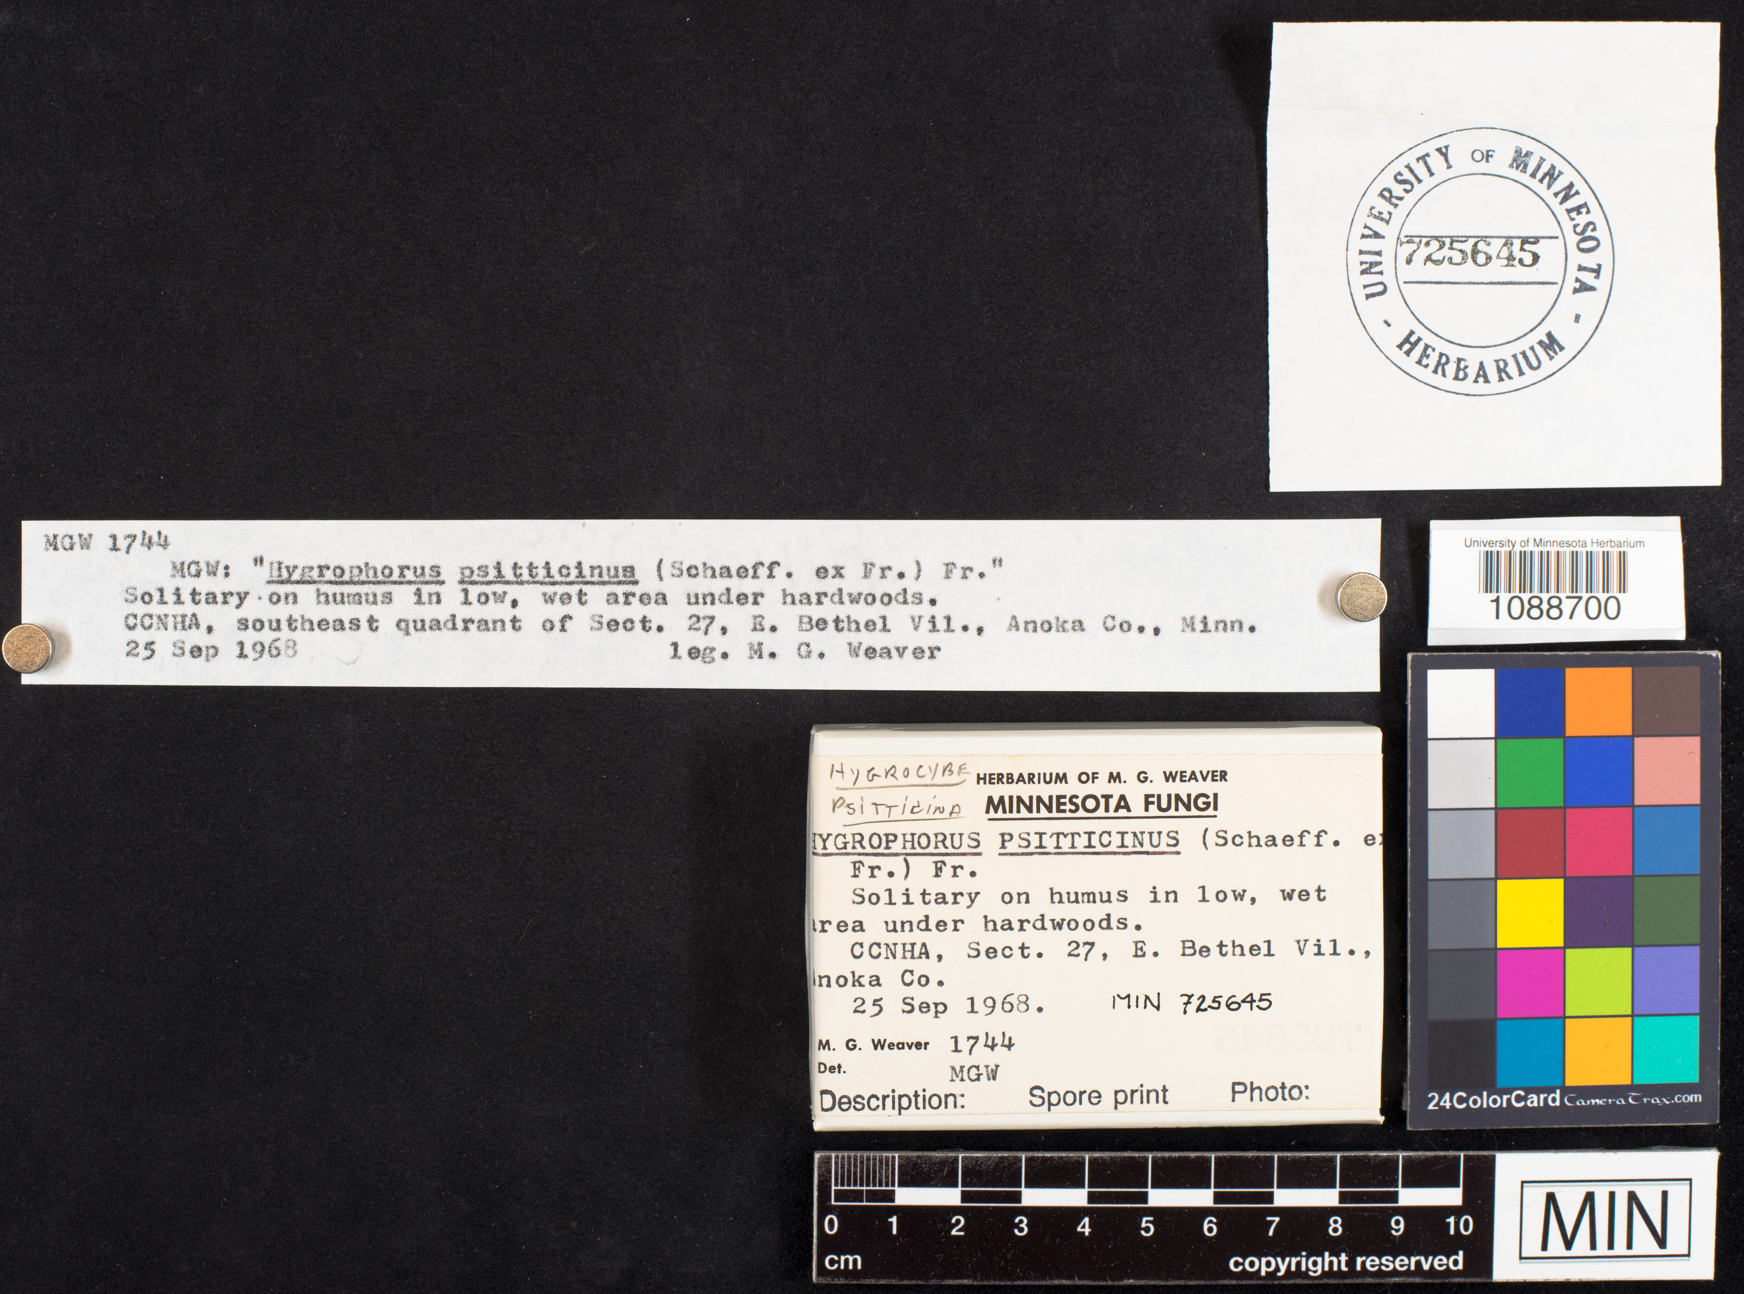 UNIVERSITY OF MINNESOTA
725645
- HERBARIUM -
MGW 1744
MGW: "Hygrophorus psitticinus (Schaeff. ex Fr.) Fr."
Solitary on humus in low, wet area under hardwoods.
CCNHA, southeast quadrant of Sect. 27, E. Bethel Vil., Anoka Co., Minn.
25 Sep 1968 leg. M. G. Weaver
University of Minnesota Herbarium
1088700
HYGROCYBE
PSITTICINA
HERBARIUM OF M. G. WEAVER
MINNESOTA FUNGI
HYGROPHORUS PSITTICINUS (Schaeff. ex
Fr.) Fr.
Solitary on humus in low, wet
area under hardwoods.
CCNHA, Sect. 27, E. Bethel Vil.,
Anoka Co.
25 Sep 1968. MIN 725645
M. G. Weaver 1744
Det. MGW
Description: Spore print Photo:
24ColorCard CameraTrax.com
0 1 2 3 4 5 6 7 8 9 10
cm copyright reserved
MIN